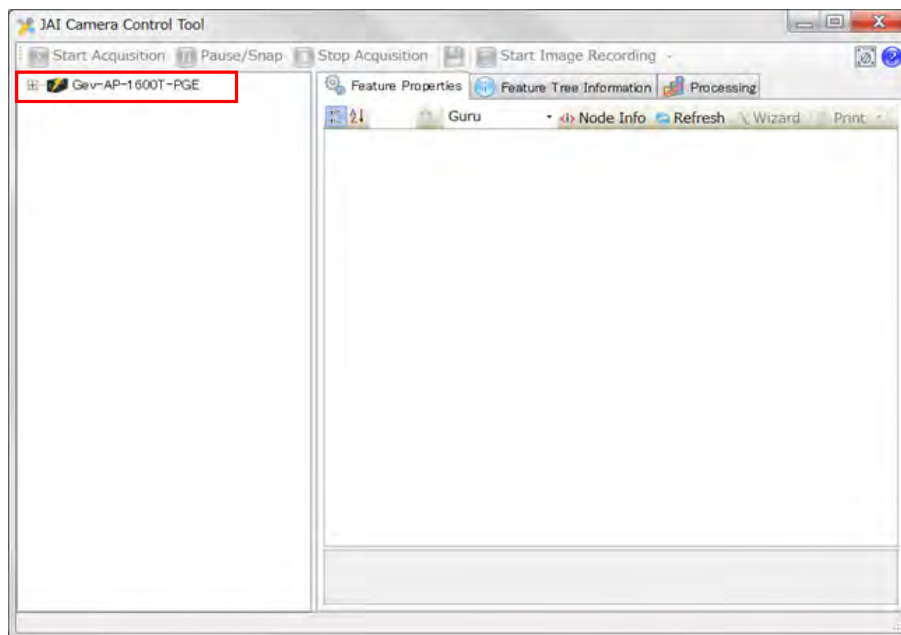 JAI Camera Control Tool
Start Acquisition Pause/Snap Stop Acquisition Start Image Recording
Gev-AP-1600T-PGE
Feature Properties Feature Tree Information Processing
Guru Node Info Refresh Wizard Print